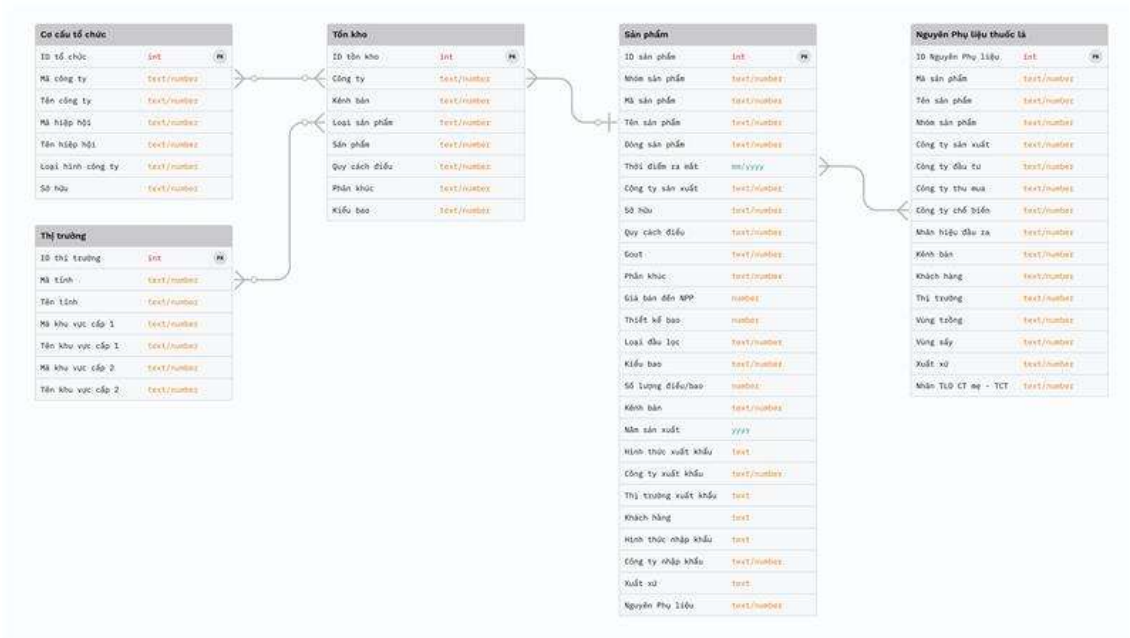 Cơ cấu tổ chức
ID tổ chức int PK
Mã công ty text/number
Tên công ty text/number
Mã hiệp hội text/number
Tên hiệp hội text/number
Loại hình công ty text/number
Sở hữu text/number
Thị trường
ID thị trường int PK
Mã tỉnh text/number
Tên tỉnh text/number
Mã khu vực cấp 1 text/number
Tên khu vực cấp 1 text/number
Mã khu vực cấp 2 text/number
Tên khu vực cấp 2 text/number
Tồn kho
ID tồn kho int PK
Công ty text/number
Kênh bán text/number
Loại sản phẩm text/number
Sản phẩm text/number
Quy cách điếu text/number
Phân khúc text/number
Kiểu bao text/number
Sản phẩm
ID sản phẩm int PK
Nhóm sản phẩm text/number
Mã sản phẩm text/number
Tên sản phẩm text/number
Dòng sản phẩm text/number
Thời điểm ra mắt mm/yyyy
Công ty sản xuất text/number
Sở hữu text/number
Quy cách điếu text/number
Gout text/number
Phân khúc text/number
Giá bán đến NPP number
Thiết kế bao number
Loại đầu lọc text/number
Kiểu bao text/number
Số lượng điếu/bao number
Kênh bán text/number
Năm sản xuất yyyy
Hình thức xuất khẩu text
Công ty xuất khẩu text/number
Thị trường xuất khẩu text
Khách hàng text
Hình thức nhập khẩu text
Công ty nhập khẩu text/number
Xuất xứ text
Nguyên Phụ liệu text/number
Nguyên Phụ liệu thuốc lá
ID Nguyên Phụ liệu int PK
Mã sản phẩm text/number
Tên sản phẩm text/number
Nhóm sản phẩm text/number
Công ty sản xuất text/number
Công ty đầu tư text/number
Công ty thu mua text/number
Công ty chế biến text/number
Nhãn hiệu đầu ra text/number
Kênh bán text/number
Khách hàng text/number
Thị trường text/number
Vùng trồng text/number
Vùng sấy text/number
Xuất xứ text/number
Nhãn TLĐ CT mẹ - TCT text/number